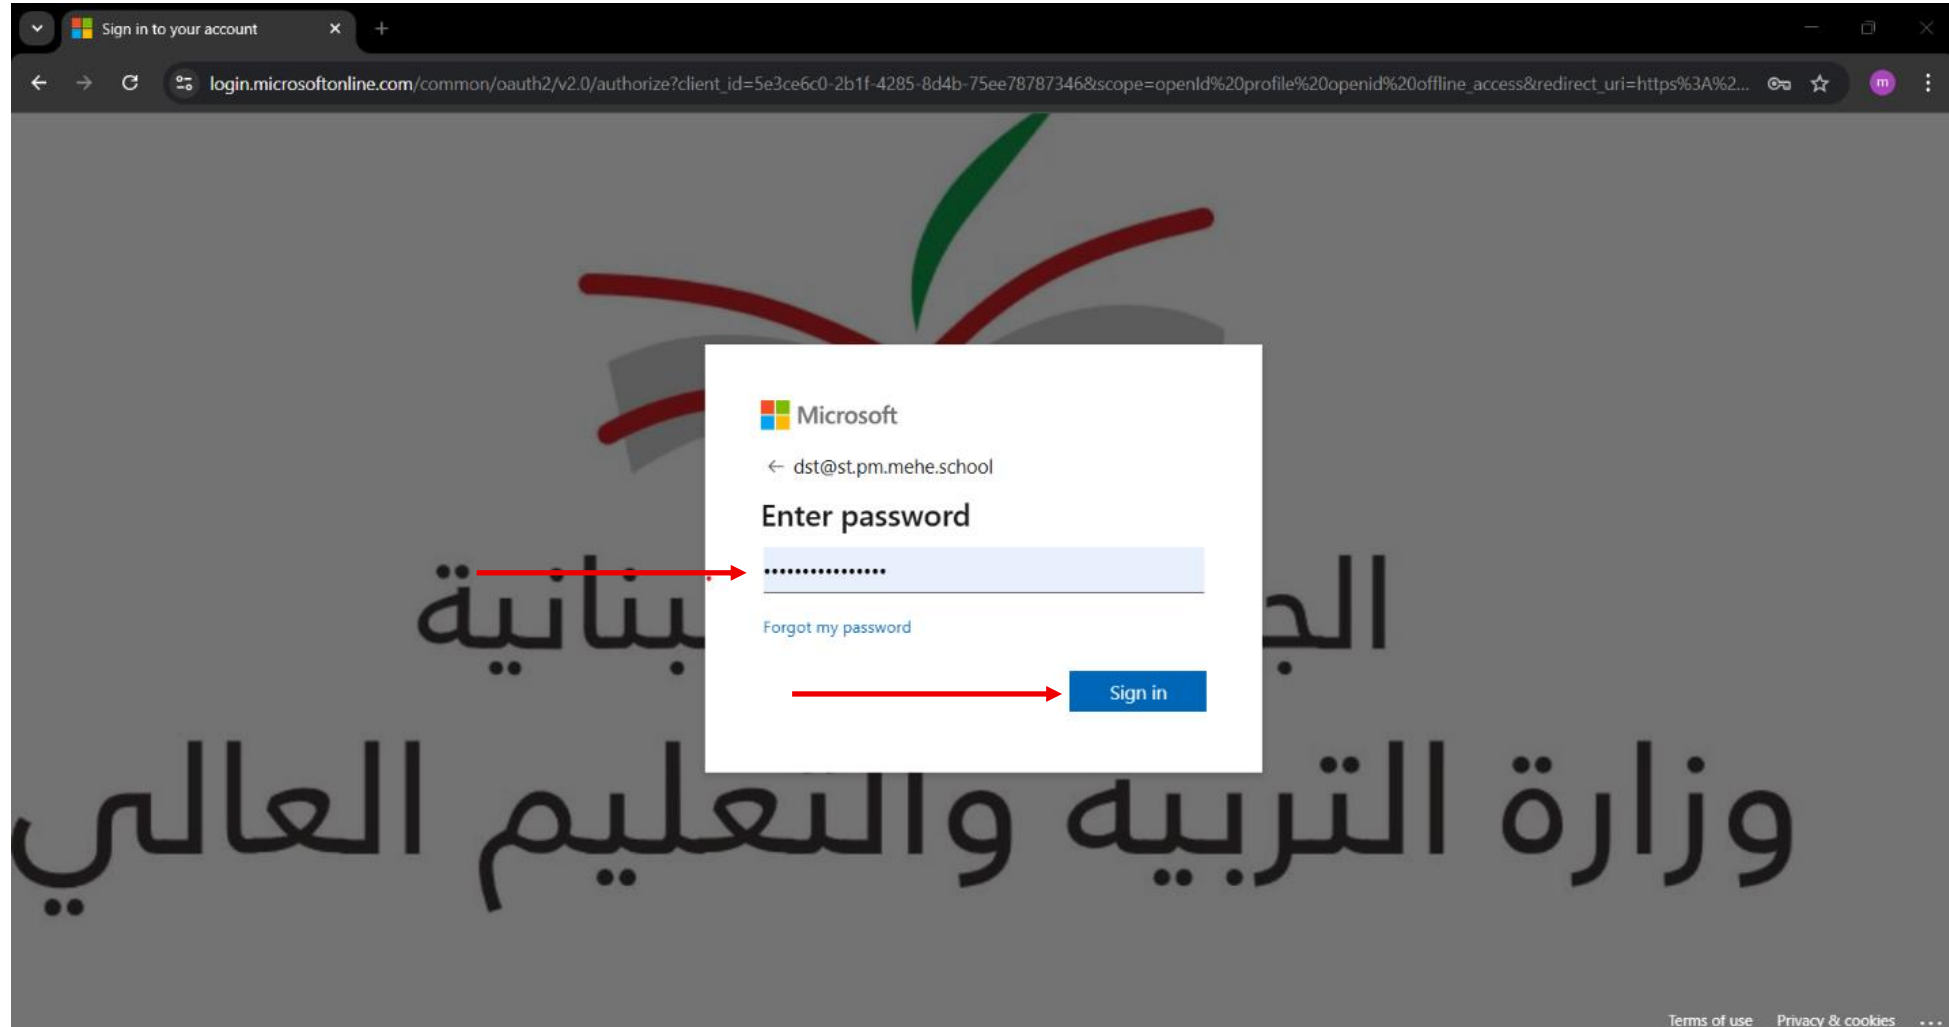 Sign in to your account
login.microsoftonline.com/common/oauth2/v2.0/authorize?client_id=5e3ce6c0-2b1f-4285-8d4b-75ee78787346&scope=openId%20profile%20openid%20offline_access&redirect_uri=https%3A%2...
m
Microsoft
dst@st.pm.mehe.school
Enter password
••••••••••••••••
Forgot my password
Sign in
وزارة التربية والتعليم العالي
Terms of use Privacy & cookies ...